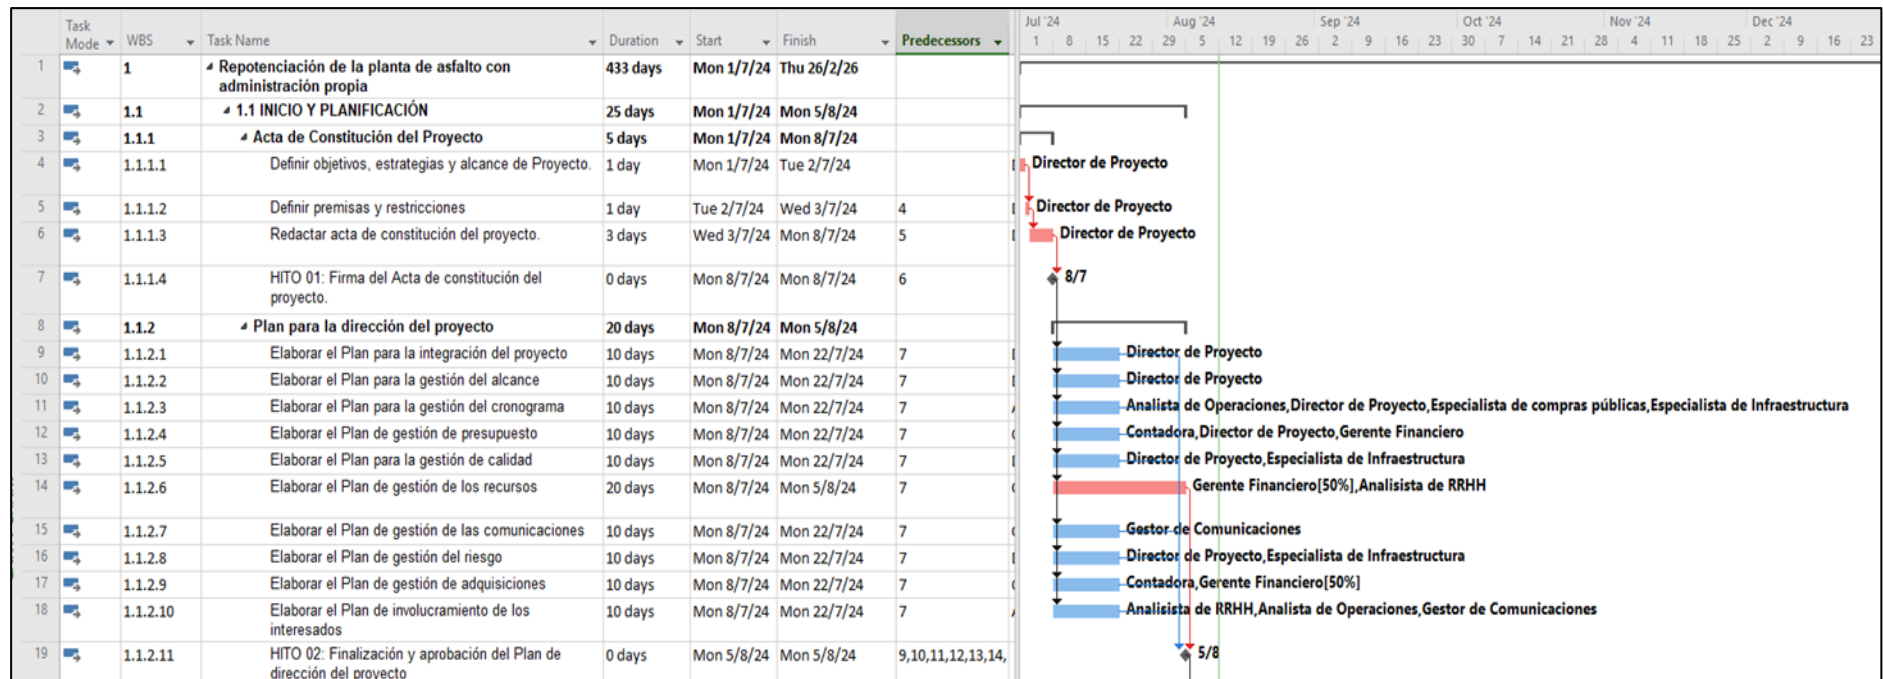 Task Mode WBS Task Name Duration Start Finish Predecessors
Jul '24 Aug '24 Sep '24 Oct '24 Nov '24 Dec '24
1 8 15 22 29 5 12 19 26 2 9 16 23 30 7 14 21 28 4 11 18 25 2 9 16 23
1 1 Repotenciación de la planta de asfalto con administración propia 433 days Mon 1/7/24 Thu 26/2/26
2 1.1 1.1 INICIO Y PLANIFICACIÓN 25 days Mon 1/7/24 Mon 5/8/24
3 1.1.1 Acta de Constitución del Proyecto 5 days Mon 1/7/24 Mon 8/7/24
4 1.1.1.1 Definir objetivos, estrategias y alcance de Proyecto. 1 day Mon 1/7/24 Tue 2/7/24 Director de Proyecto
5 1.1.1.2 Definir premisas y restricciones 1 day Tue 2/7/24 Wed 3/7/24 4 Director de Proyecto
6 1.1.1.3 Redactar acta de constitución del proyecto. 3 days Wed 3/7/24 Mon 8/7/24 5 Director de Proyecto
7 1.1.1.4 HITO 01: Firma del Acta de constitución del proyecto. 0 days Mon 8/7/24 Mon 8/7/24 6 8/7
8 1.1.2 Plan para la dirección del proyecto 20 days Mon 8/7/24 Mon 5/8/24
9 1.1.2.1 Elaborar el Plan para la integración del proyecto 10 days Mon 8/7/24 Mon 22/7/24 7 Director de Proyecto
10 1.1.2.2 Elaborar el Plan para la gestión del alcance 10 days Mon 8/7/24 Mon 22/7/24 7 Director de Proyecto
11 1.1.2.3 Elaborar el Plan para la gestión del cronograma 10 days Mon 8/7/24 Mon 22/7/24 7 Analista de Operaciones,Director de Proyecto,Especialista de compras públicas,Especialista de Infraestructura
12 1.1.2.4 Elaborar el Plan de gestión de presupuesto 10 days Mon 8/7/24 Mon 22/7/24 7 Contadora,Director de Proyecto,Gerente Financiero
13 1.1.2.5 Elaborar el Plan para la gestión de calidad 10 days Mon 8/7/24 Mon 22/7/24 7 Director de Proyecto,Especialista de Infraestructura
14 1.1.2.6 Elaborar el Plan de gestión de los recursos 20 days Mon 8/7/24 Mon 5/8/24 7 Gerente Financiero[50%],Analisista de RRHH
15 1.1.2.7 Elaborar el Plan de gestión de las comunicaciones 10 days Mon 8/7/24 Mon 22/7/24 7 Gestor de Comunicaciones
16 1.1.2.8 Elaborar el Plan de gestión del riesgo 10 days Mon 8/7/24 Mon 22/7/24 7 Director de Proyecto,Especialista de Infraestructura
17 1.1.2.9 Elaborar el Plan de gestión de adquisiciones 10 days Mon 8/7/24 Mon 22/7/24 7 Contadora,Gerente Financiero[50%]
18 1.1.2.10 Elaborar el Plan de involucramiento de los interesados 10 days Mon 8/7/24 Mon 22/7/24 7 Analisista de RRHH,Analista de Operaciones,Gestor de Comunicaciones
19 1.1.2.11 HITO 02: Finalización y aprobación del Plan de dirección del proyecto 0 days Mon 5/8/24 Mon 5/8/24 9,10,11,12,13,14, 5/8